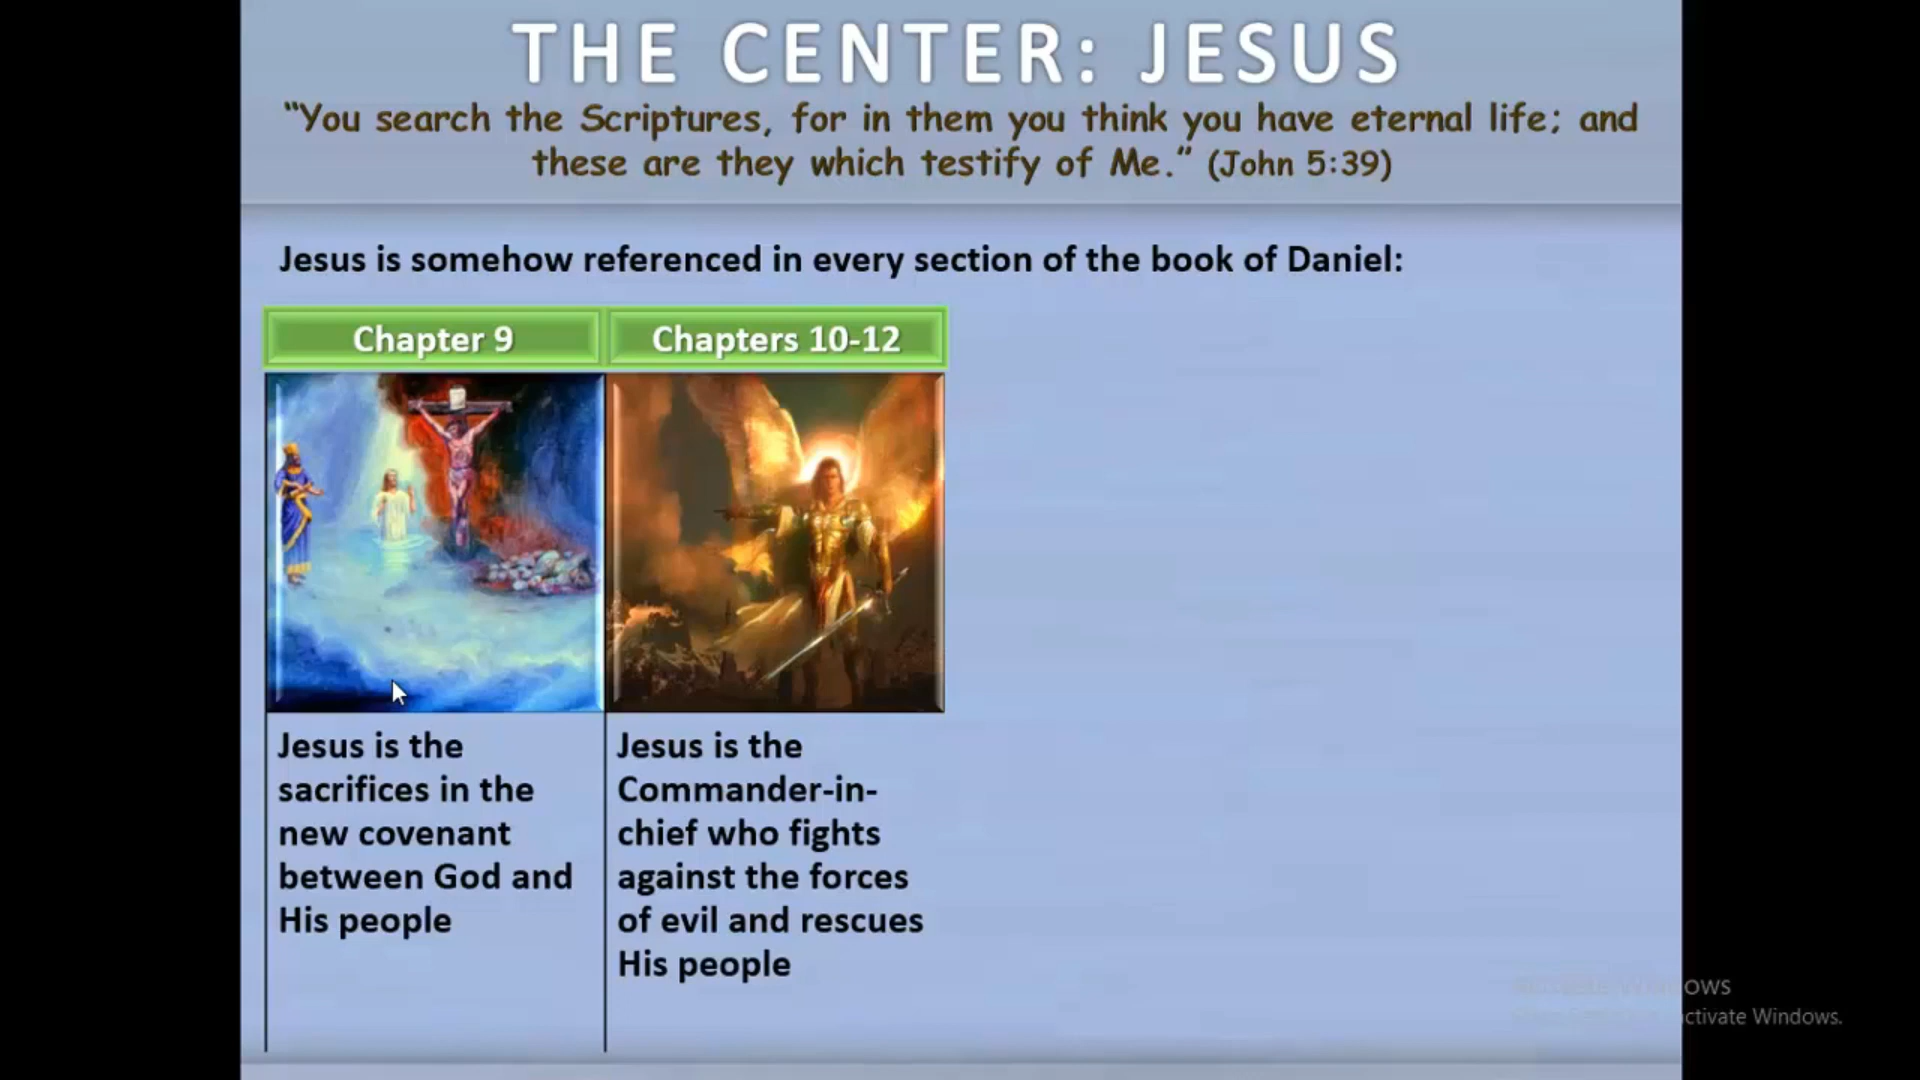 THE CENTER: JESUS
“You search the Scriptures, for in them you think you have eternal life; and
these are they which testify of Me.” (John 5:39)
Jesus is somehow referenced in every section of the book of Daniel:
Chapter 9
Chapters 10-12
Jesus is the
sacrifices in the
new covenant
between God and
His people
Jesus is the
Commander-in-
chief who fights
against the forces
of evil and rescues
His people
Windows.